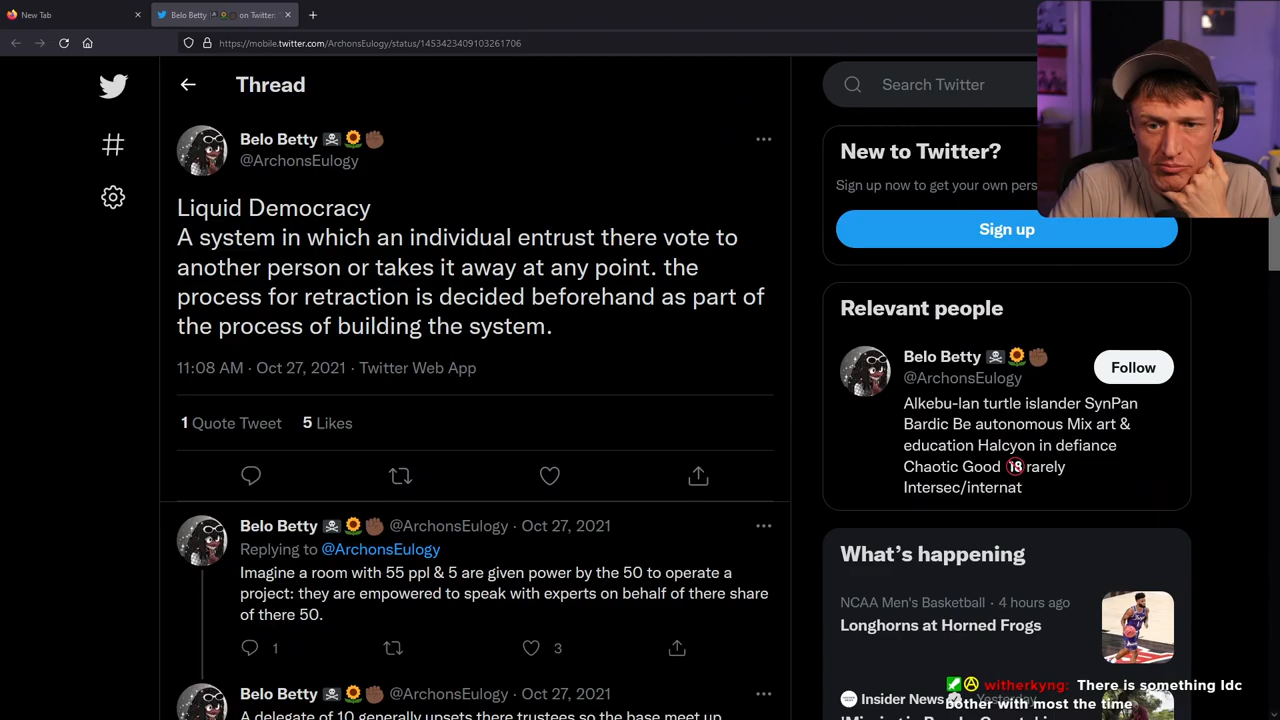 New Tab
Belo Betty on Twitter:
https://mobile.twitter.com/ArchonsEulogy/status/1453423409103261706
Thread
Belo Betty ☠️🌻✊🏾
@ArchonsEulogy
Liquid Democracy
A system in which an individual entrust there vote to
another person or takes it away at any point. the
process for retraction is decided beforehand as part of
the process of building the system.
11:08 AM · Oct 27, 2021 · Twitter Web App
1 Quote Tweet 5 Likes
Belo Betty ☠️🌻✊🏾 @ArchonsEulogy · Oct 27, 2021
Replying to @ArchonsEulogy
Imagine a room with 55 ppl & 5 are given power by the 50 to operate a
project: they are empowered to speak with experts on behalf of there share
of there 50.
1 3
Belo Betty ☠️🌻✊🏾 @ArchonsEulogy · Oct 27, 2021
A delegate of 10 generally upsets there trustees so the base meet up
Search Twitter
New to Twitter?
Sign up now to get your own pers
Sign up
Relevant people
Belo Betty ☠️🌻✊🏾
@ArchonsEulogy
Follow
Alkebu-lan turtle islander SynPan
Bardic Be autonomous Mix art &
education Halcyon in defiance
Chaotic Good 🔞 rarely
Intersec/internat
What's happening
NCAA Men's Basketball · 4 hours ago
Longhorns at Horned Frogs
Insider News Yesterday
witherkyng: There is something Idc
bother with most the time